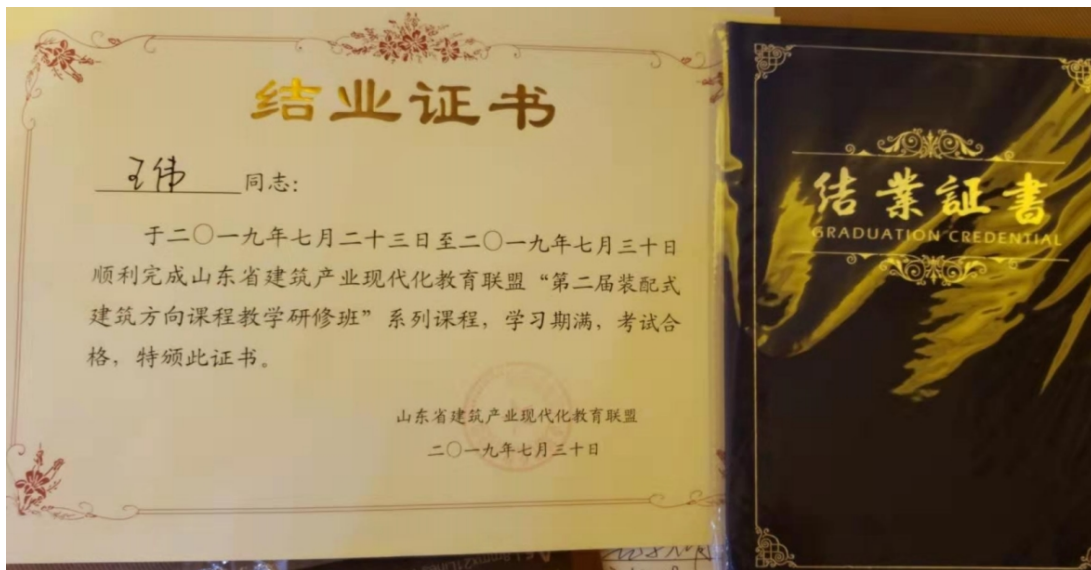 结业证书
王伟 同志：
于二〇一九年七月二十三日至二〇一九年七月三十日
顺利完成山东省建筑产业现代化教育联盟“第二届装配式
建筑方向课程教学研修班”系列课程，学习期满，考试合
格，特颁此证书。
山东省建筑产业现代化教育联盟
二〇一九年七月三十日
结業証書
GRADUATION CREDENTIAL